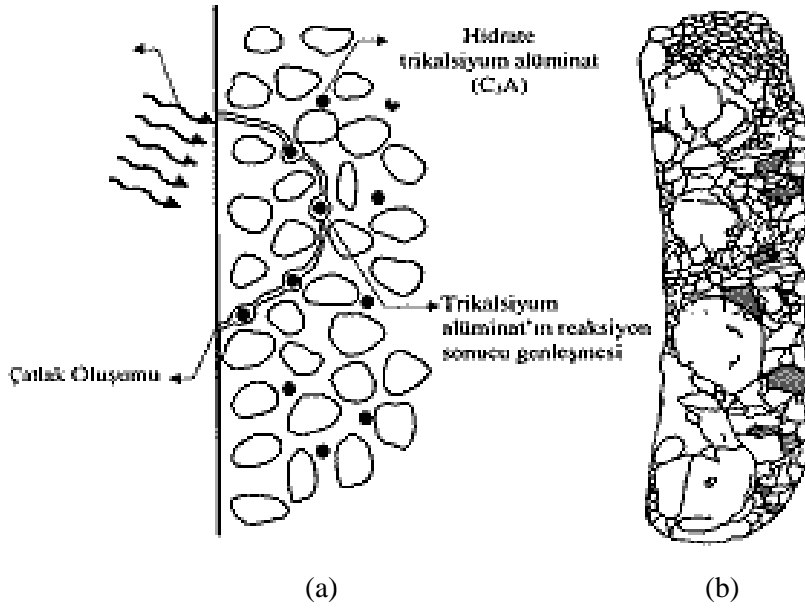 Hidrate
trikalsiyum alüminat
(C₃A)
Trikalsiyum
alüminat'ın reaksiyon
sonucu genleşmesi
Çatlak Oluşumu
(a)
(b)